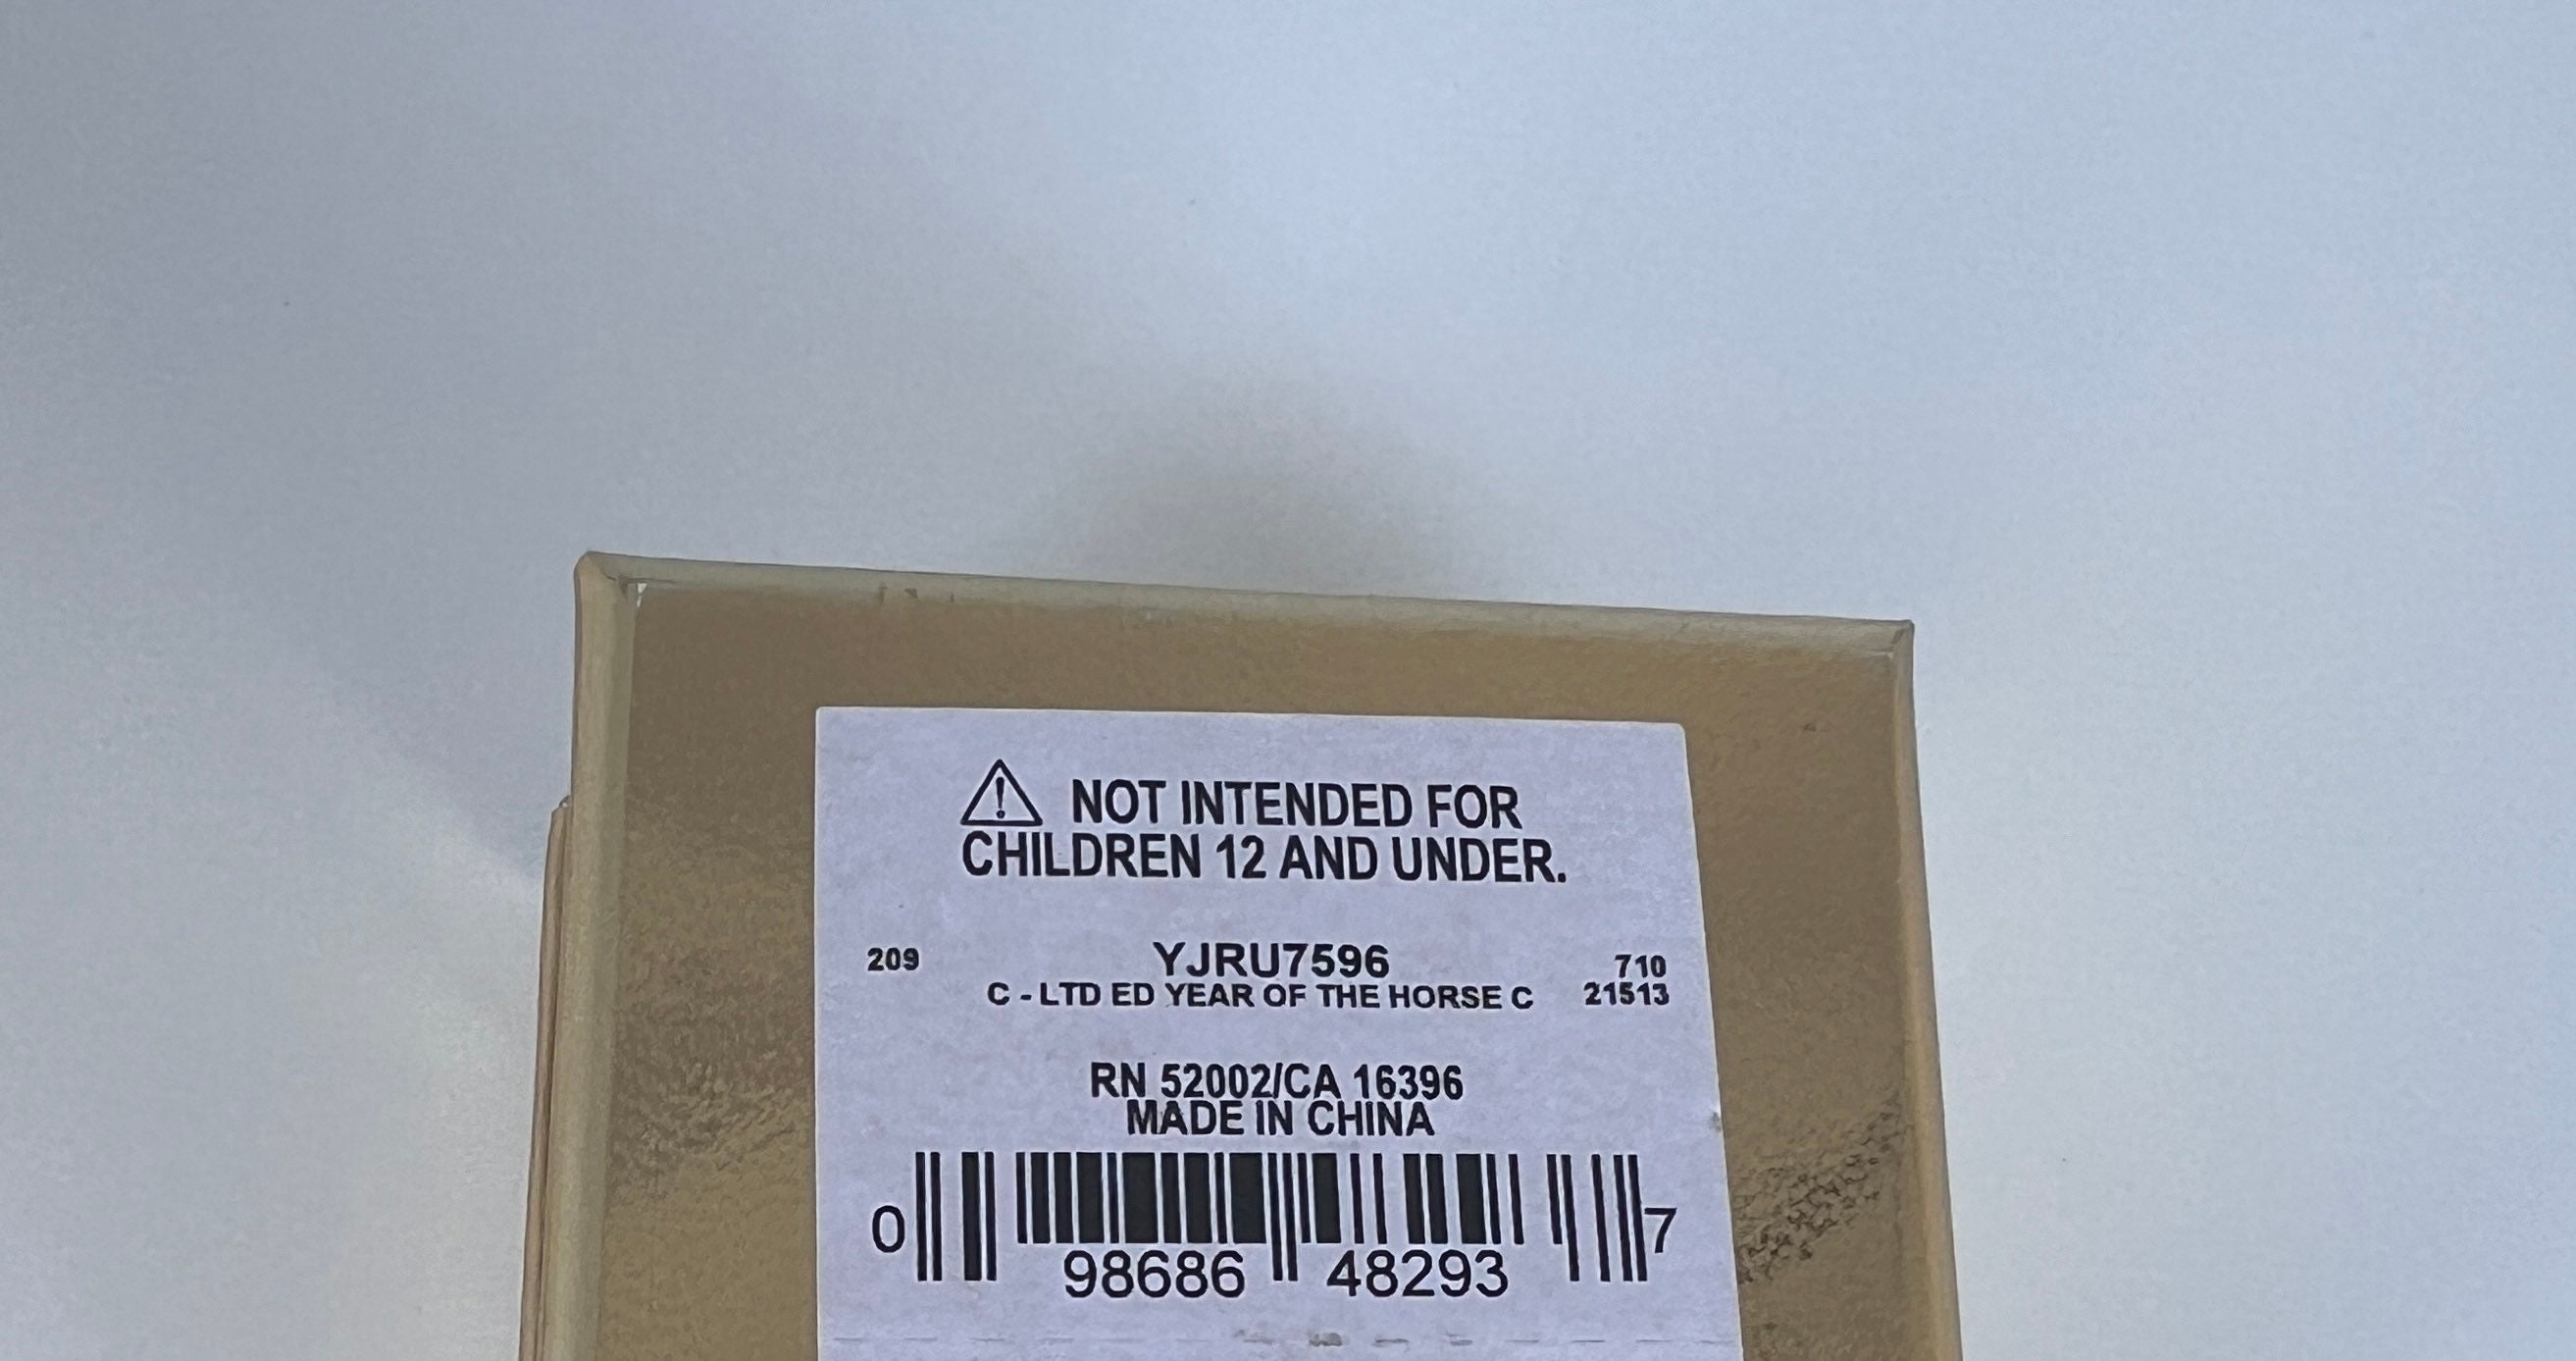 ⚠ NOT INTENDED FOR
CHILDREN 12 AND UNDER.
209 YJRU7596 710
C - LTD ED YEAR OF THE HORSE C 21513
RN 52002/CA 16396
MADE IN CHINA
0 98686 48293 7